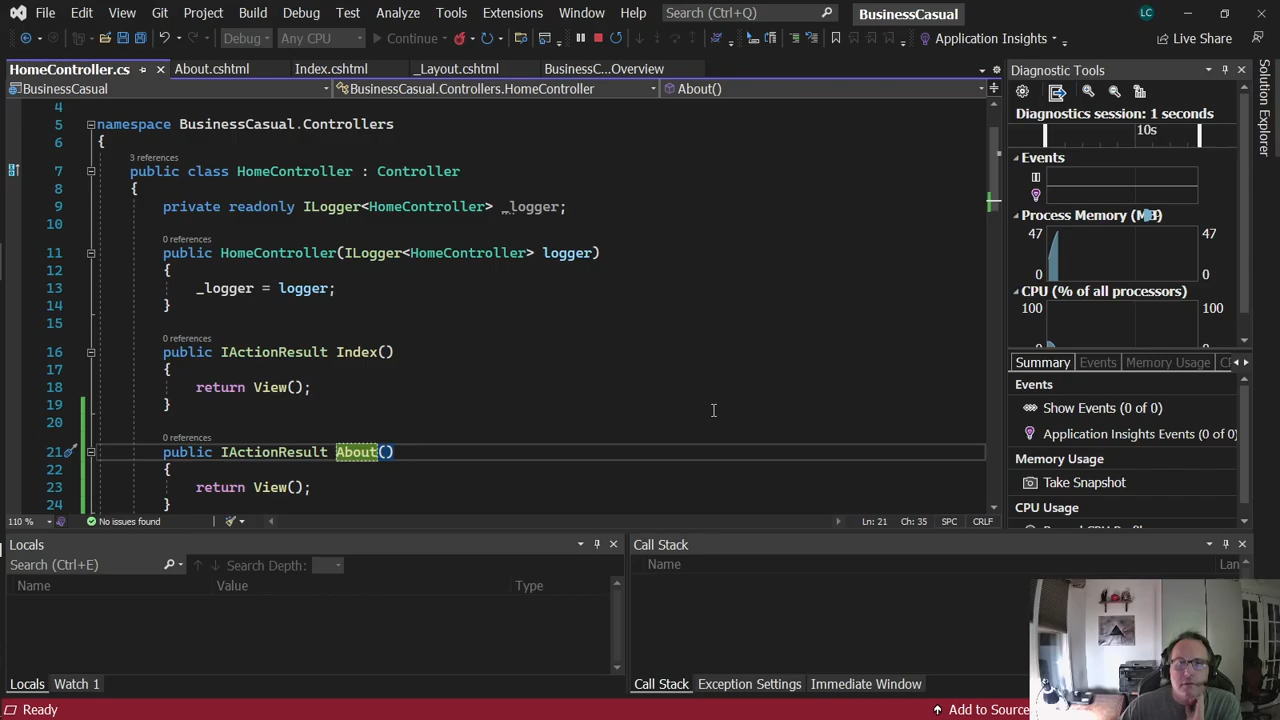 File Edit View Git Project Build Debug Test Analyze Tools Extensions Window Help Search (Ctrl+Q) BusinessCasual LC
Debug Any CPU Continue Application Insights Live Share
HomeController.cs About.cshtml Index.cshtml _Layout.cshtml BusinessC...Overview
BusinessCasual BusinessCasual.Controllers.HomeController About()
4
5 namespace BusinessCasual.Controllers
6 {
3 references
7 public class HomeController : Controller
8 {
9 private readonly ILogger<HomeController> _logger;
10
0 references
11 public HomeController(ILogger<HomeController> logger)
12 {
13 _logger = logger;
14 }
15
0 references
16 public IActionResult Index()
17 {
18 return View();
19 }
20
0 references
21 public IActionResult About()
22 {
23 return View();
24 }
110 % No issues found Ln: 21 Ch: 35 SPC CRLF
Diagnostic Tools
Diagnostics session: 1 seconds
10s
Events
Process Memory (MB)
47 47
0 0
CPU (% of all processors)
100 100
Summary Events Memory Usage
Events
Show Events (0 of 0)
Application Insights Events (0 of 0)
Memory Usage
Take Snapshot
CPU Usage
Solution Explorer
Locals
Search (Ctrl+E) Search Depth:
Name Value Type
Locals Watch 1
Call Stack
Name Lan
Call Stack Exception Settings Immediate Window
Ready Add to Source